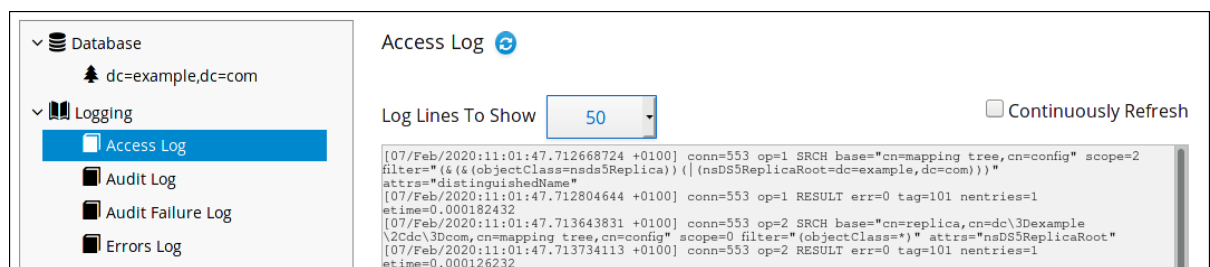 Database
dc=example,dc=com
Logging
Access Log
Audit Log
Audit Failure Log
Errors Log
Access Log
Log Lines To Show 50 Continuously Refresh
[07/Feb/2020:11:01:47.712668724 +0100] conn=553 op=1 SRCH base="cn=mapping tree,cn=config" scope=2
filter="(&(&(objectClass=nsds5Replica))(|(nsDS5ReplicaRoot=dc=example,dc=com)))"
attrs="distinguishedName"
[07/Feb/2020:11:01:47.712804644 +0100] conn=553 op=1 RESULT err=0 tag=101 nentries=1
etime=0.000182432
[07/Feb/2020:11:01:47.713643831 +0100] conn=553 op=2 SRCH base="cn=replica,cn=dc\3Dexample
\2Cdc\3Dcom,cn=mapping tree,cn=config" scope=0 filter="(objectClass=*)" attrs="nsDS5ReplicaRoot"
[07/Feb/2020:11:01:47.713734113 +0100] conn=553 op=2 RESULT err=0 tag=101 nentries=1
etime=0.000126232